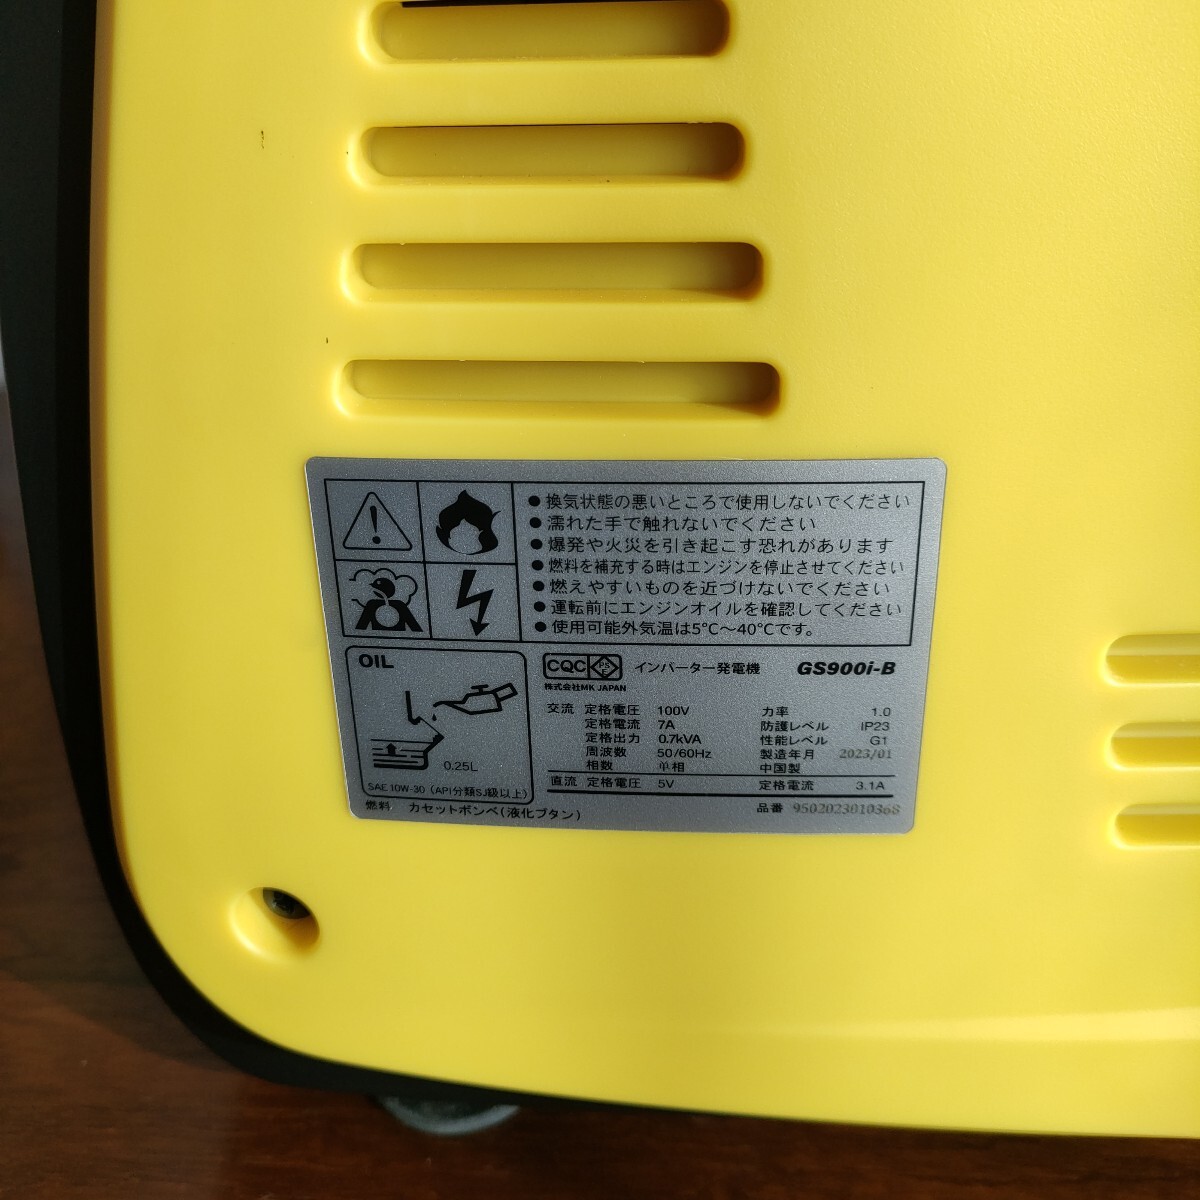 ●換気状態の悪いところで使用しないでください
●濡れた手で触れないでください
●爆発や火災を引き起こす恐れがあります
●燃料を補充する時はエンジンを停止させてください
●燃えやすいものを近づけないでください
●運転前にエンジンオイルを確認してください
●使用可能外気温は5℃～40℃です。
OIL
0.25L
SAE 10W-30（API分類SJ級以上）
燃料 カセットボンベ（液化ブタン）
CQC PSE インバーター発電機 GS900i-B
株式会社MK JAPAN
交流 定格電圧 100V 力率 1.0
定格電流 7A 防護レベル IP23
定格出力 0.7kVA 性能レベル G1
周波数 50/60Hz 製造年月 2023/01
相数 単相 中国製
直流 定格電圧 5V 定格電流 3.1A
品番 9502023010368